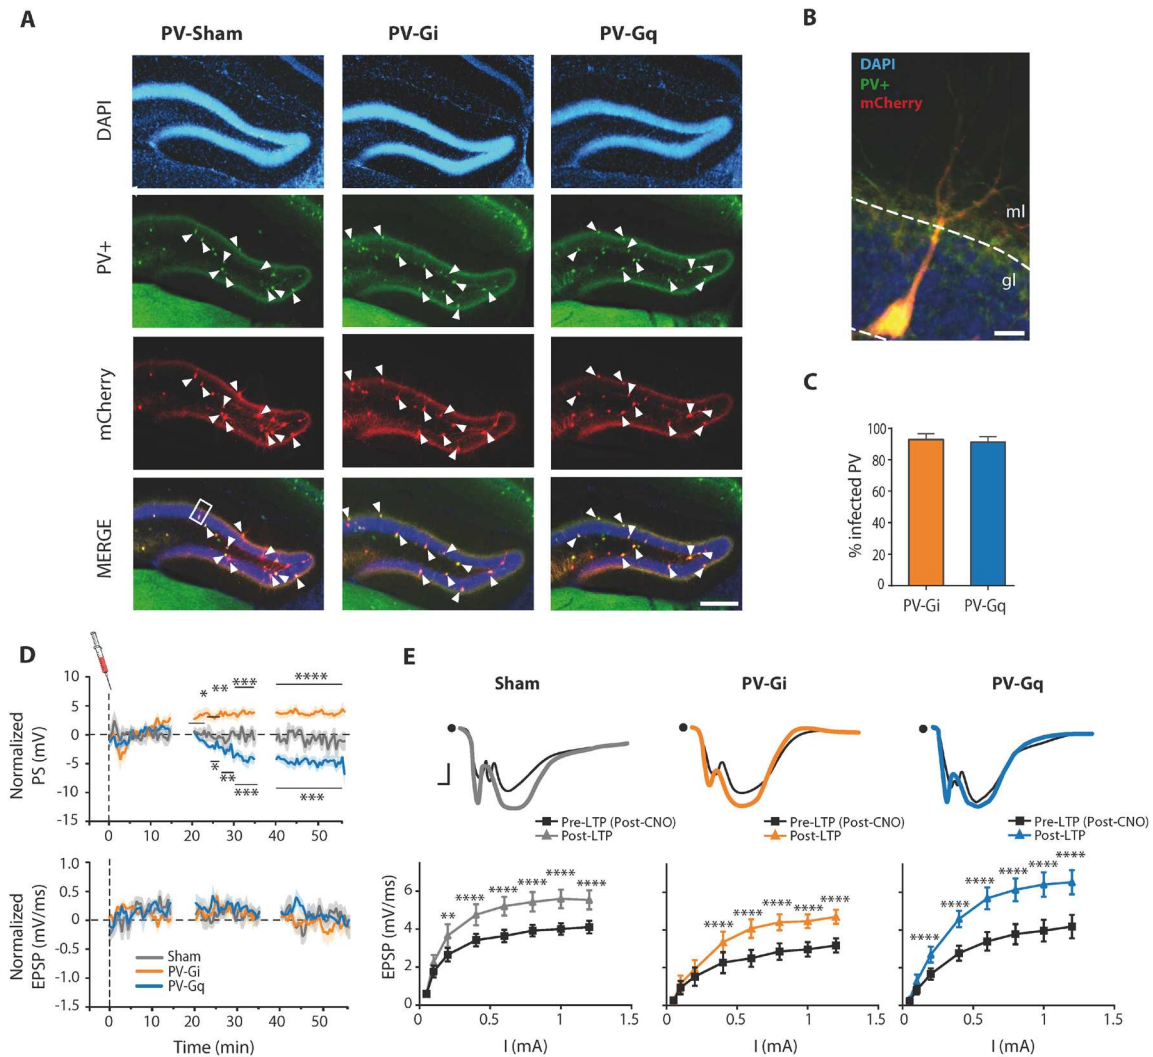 A
PV-Sham
PV-Gi
PV-Gq
DAPI
PV+
mCherry
MERGE
B
DAPI
PV+
mCherry
ml
gl
C
100
80
60
40
20
0
% infected PV
PV-Gi
PV-Gq
D
10
5
0
-5
-10
-15
Normalized
PS (mV)
*
**
***
****
*
**
***
***
0
10
20
30
40
50
1.0
0.5
0
-0.5
-1.0
-1.5
Normalized
EPSP (mV/ms)
Sham
PV-Gi
PV-Gq
0
10
20
30
40
50
Time (min)
E
Sham
PV-Gi
PV-Gq
Pre-LTP (Post-CNO)
Post-LTP
Pre-LTP (Post-CNO)
Post-LTP
Pre-LTP (Post-CNO)
Post-LTP
6
4
2
0
EPSP (mV/ms)
**
****
****
****
****
****
0
0.5
1
1.5
I (mA)
****
****
****
****
****
0
0.5
1
1.5
I (mA)
****
****
****
****
****
****
0
0.5
1
1.5
I (mA)